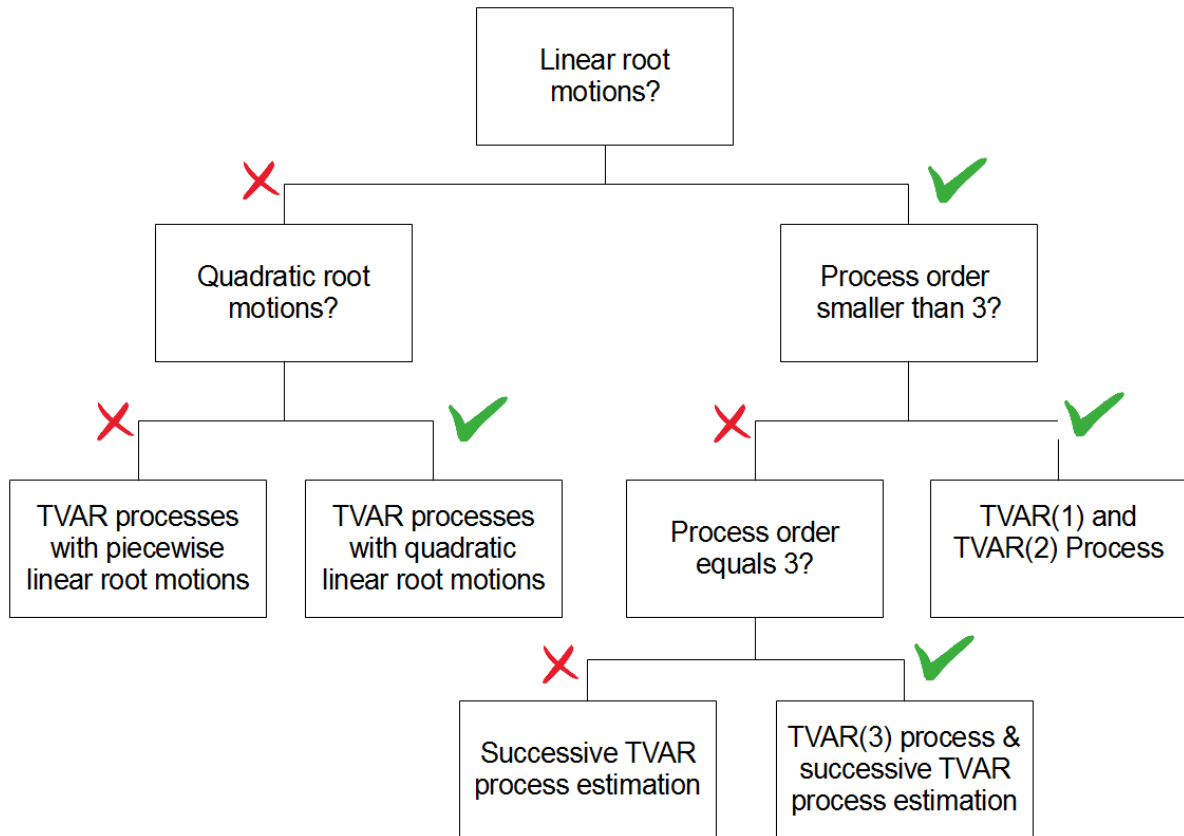 Linear root
motions?
Quadratic root
motions?
Process order
smaller than 3?
TVAR processes
with piecewise
linear root motions
TVAR processes
with quadratic
linear root motions
Process order
equals 3?
TVAR(1) and
TVAR(2) Process
Successive TVAR
process estimation
TVAR(3) process &
successive TVAR
process estimation